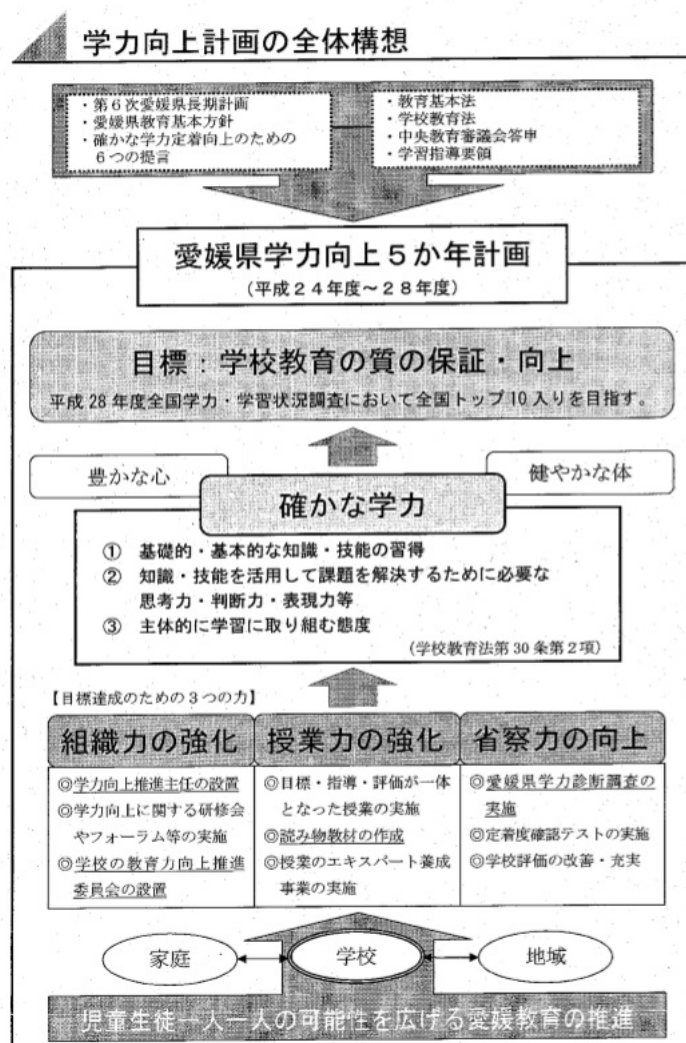 学力向上計画の全体構想
・第6次愛媛県長期計画
・愛媛県教育基本方針
・確かな学力定着向上のための
6つの提言
・教育基本法
・学校教育法
・中央教育審議会答申
・学習指導要領
愛媛県学力向上5か年計画
(平成24年度~28年度)
目標:学校教育の質の保証・向上
平成28年度全国学力・学習状況調査において全国トップ10入りを目指す。
豊かな心
健やかな体
確かな学力
① 基礎的・基本的な知識・技能の習得
② 知識・技能を活用して課題を解決するために必要な
思考力・判断力・表現力等
③ 主体的に学習に取り組む態度
(学校教育法第30条第2項)
【目標達成のための3つの力】
組織力の強化
◎学力向上推進主任の設置
◎学力向上に関する研修会
やフォーラム等の実施
◎学校の教育力向上推進
委員会の設置
授業力の強化
◎目標・指導・評価が一体
となった授業の実施
◎読み物教材の作成
◎授業のエキスパート養成
事業の実施
省察力の向上
◎愛媛県学力診断調査の
実施
◎定着度確認テストの実施
◎学校評価の改善・充実
家庭
学校
地域
児童生徒一人一人の可能性を広げる愛媛教育の推進